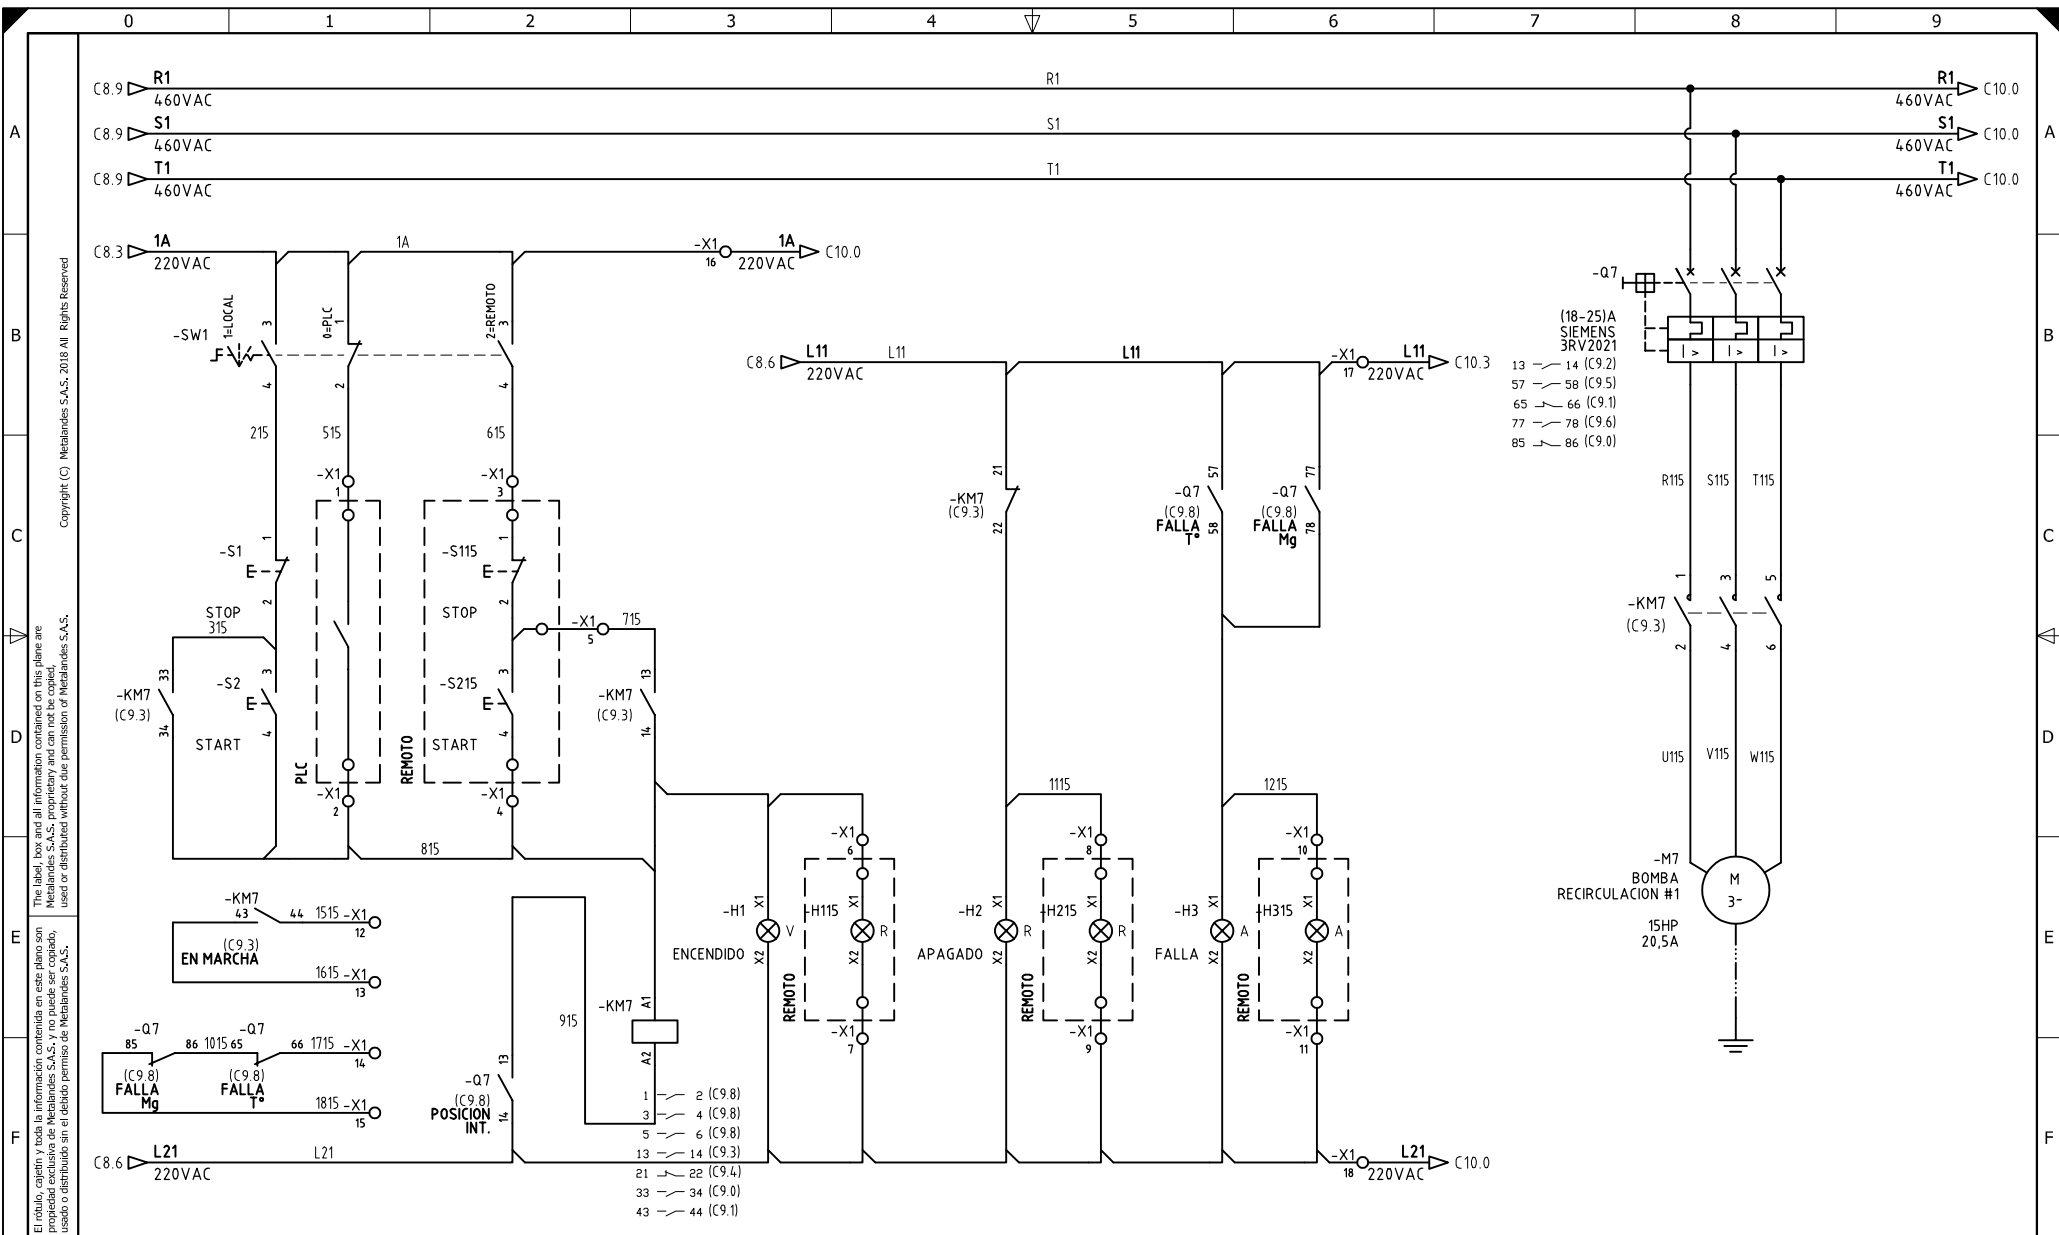 0 1 2 3 4 5 6 7 8 9
A
B
C
D
E
F
A
B
C
D
E
F
Copyright (C) Metalandes S.A.S. 2018 All Rights Reserved
The label, box and all information contained on this plane are
Metalandes S.A.S. proprietary and can not be copied,
used or distributed without due permission of Metalandes S.A.S.
El rótulo, cajetín y toda la información contenida en este plano son
propiedad exclusiva de Metalandes S.A.S. y no puede ser copiado,
usado o distribuido sin el debido permiso de Metalandes S.A.S.
C8.9 R1 460VAC R1 R1 460VAC C10.0
C8.9 S1 460VAC S1 S1 460VAC C10.0
C8.9 T1 460VAC T1 T1 460VAC C10.0
C8.3 1A 220VAC 1A -X1 16 1A 220VAC C10.0
-SW1
1=LOCAL
3
4
0=PLC
1
2
2=REMOTO
3
4
215
515
615
-X1
1
-X1
3
-S1
1
2
STOP
315
-KM7
(C9.3)
33
34
-S2
3
4
START
PLC
-X1
2
-S115
1
2
STOP
-X1
5
715
-S215
3
4
START
REMOTO
-X1
4
-KM7
(C9.3)
13
14
815
-KM7
43 44 1515 -X1
12
(C9.3)
EN MARCHA
1615 -X1
13
-Q7
85 86 1015
(C9.8)
FALLA
Mg
-Q7
65 66 1715 -X1
14
(C9.8)
FALLA
T°
1815 -X1
15
C8.6 L21 220VAC L21
-Q7
(C9.8)
POSICION
INT.
13
14
915
-KM7
A1
A2
1 2 (C9.8)
3 4 (C9.8)
5 6 (C9.8)
13 14 (C9.3)
21 22 (C9.4)
33 34 (C9.0)
43 44 (C9.1)
-H1
X1
X2
V
ENCENDIDO
-X1
6
-H115
X1
X2
R
REMOTO
-X1
7
C8.6 L11 220VAC L11 L11 -X1 17 L11 220VAC C10.3
-KM7
(C9.3)
21
22
-Q7
(C9.8)
FALLA
T°
57
58
-Q7
(C9.8)
FALLA
Mg
77
78
1115
1215
-H2
X1
X2
R
APAGADO
-X1
8
-H215
X1
X2
R
REMOTO
-X1
9
-H3
X1
X2
A
FALLA
-X1
10
-H315
X1
X2
A
REMOTO
-X1
11
-X1 18 L21 220VAC C10.0
-Q7
(18-25)A
SIEMENS
3RV2021
I> I> I>
13 14 (C9.2)
57 58 (C9.5)
65 66 (C9.1)
77 78 (C9.6)
85 86 (C9.0)
R115 S115 T115
-KM7
(C9.3)
1 3 5
2 4 6
U115 V115 W115
-M7
BOMBA
RECIRCULACION #1
15HP
20,5A
M
3~